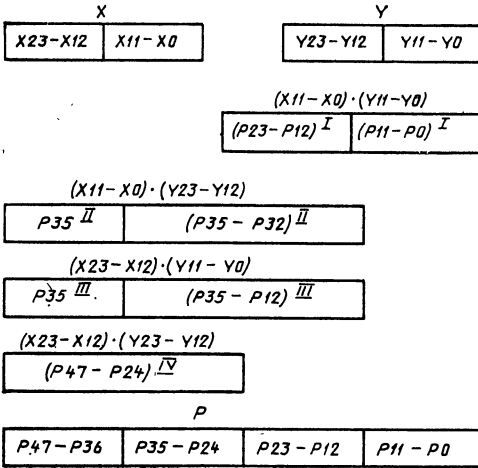 X Y
X23-X12 X11-X0 Y23-Y12 Y11-Y0
(X11-X0)·(Y11-Y0)
(P23-P12) I (P11-P0) I
(X11-X0)·(Y23-Y12)
P35 II (P35-P32) II
(X23-X12)·(Y11-Y0)
P35 III. (P35-P12) III
(X23-X12)·(Y23-Y12)
(P47-P24) IV
P
P47-P36 P35-P24 P23-P12 P11-P0